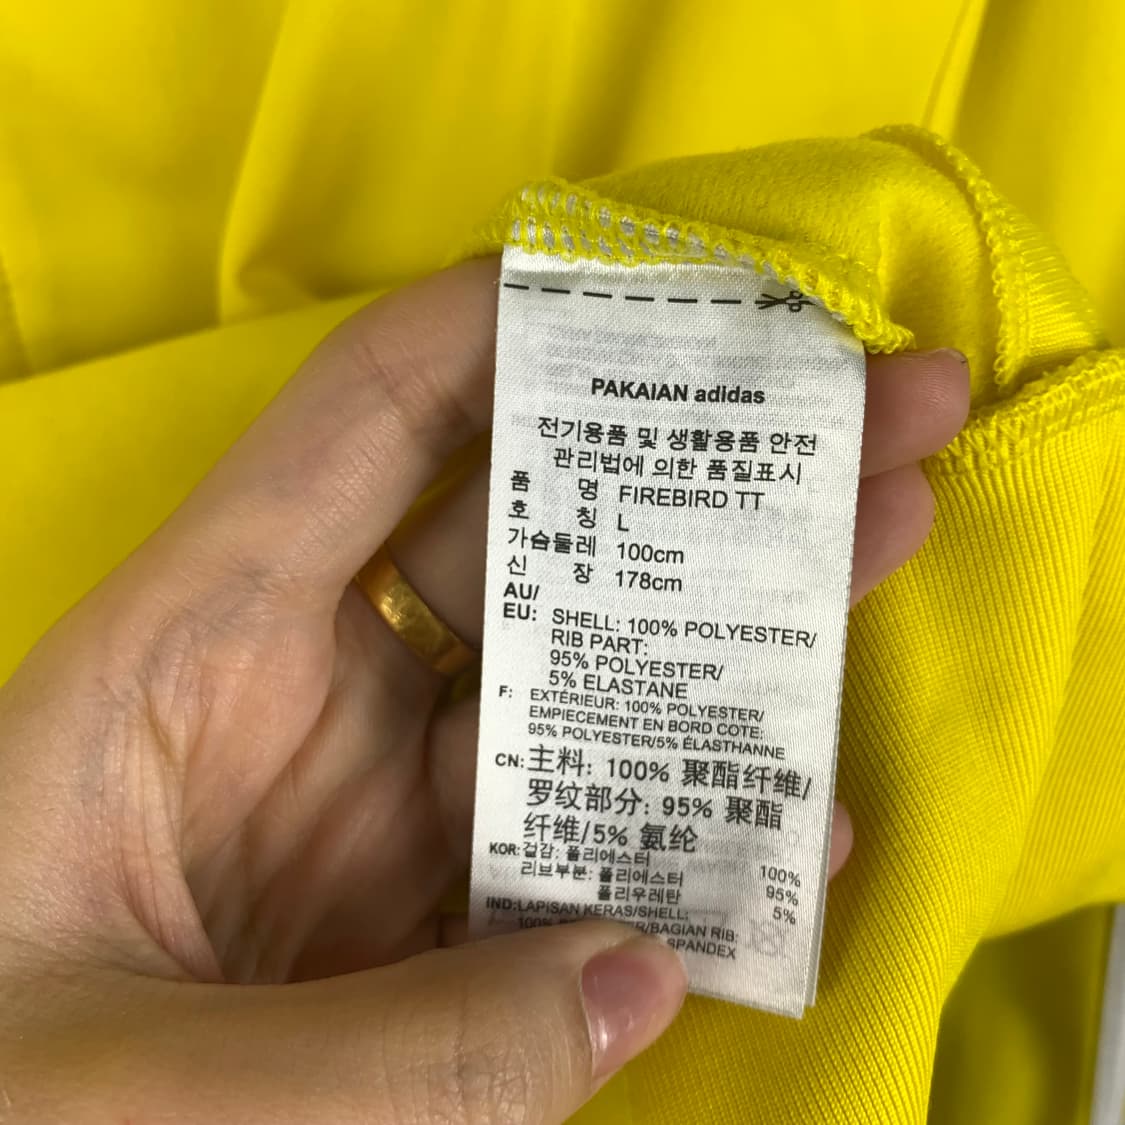 PAKAIAN adidas
전기용품 및 생활용품 안전
관리법에 의한 품질표시
품 명 FIREBIRD TT
호 칭 L
가슴둘레 100cm
신 장 178cm
AU/
EU: SHELL: 100% POLYESTER/
RIB PART:
95% POLYESTER/
5% ELASTANE
F: EXTÉRIEUR: 100% POLYESTER/
EMPIECEMENT EN BORD COTE:
95% POLYESTER/5% ÉLASTHANNE
CN: 主料: 100% 聚酯纤维/
罗纹部分: 95% 聚酯
纤维/5% 氨纶
KOR: 겉감: 폴리에스터 100%
리브부분: 폴리에스터 95%
폴리우레탄 5%
IND: LAPISAN KERAS/SHELL:
100% /BAGIAN RIB:
SPANDEX